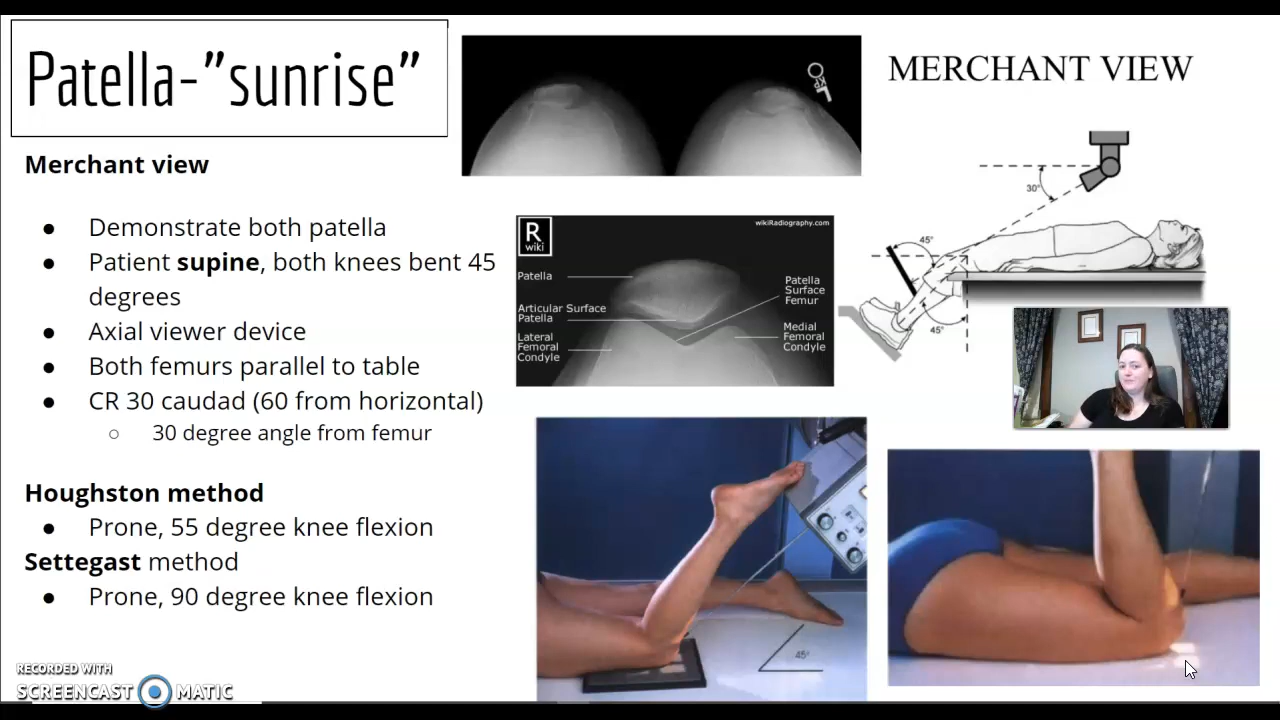 Patella-”sunrise”
Merchant view
● Demonstrate both patella
● Patient supine, both knees bent 45
degrees
● Axial viewer device
● Both femurs parallel to table
● CR 30 caudad (60 from horizontal)
○ 30 degree angle from femur
Houghston method
● Prone, 55 degree knee flexion
Settegast method
● Prone, 90 degree knee flexion
RECORDED WITH
SCREENCAST MATIC
L
KP
R
wiki
wikiRadiography.com
Patella
Articular Surface
Patella
Lateral
Femoral
Condyle
Patella
Surface
Femur
Medial
Femoral
Condyle
MERCHANT VIEW
30°
45°
45°
45°